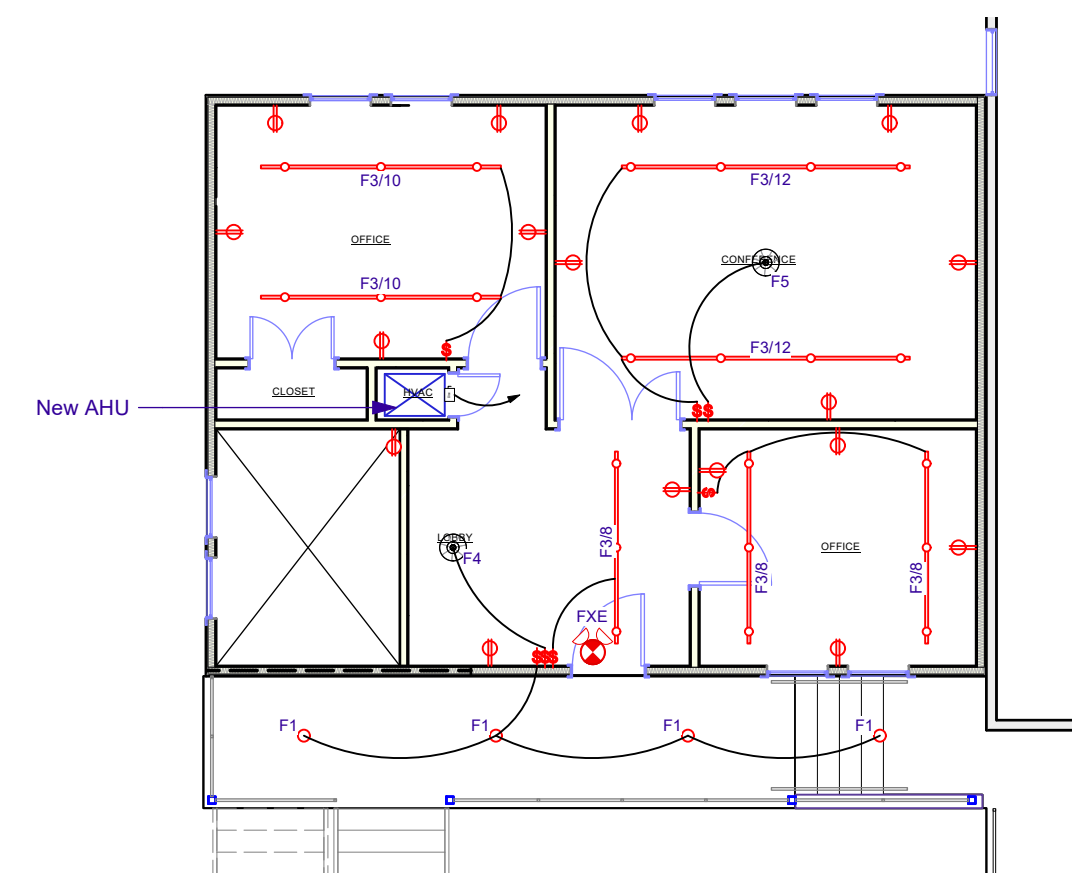 F3/10
F3/12
OFFICE
CONFERENCE
F5
F3/10
F3/12
$
CLOSET
HVAC
New AHU
$$
$
LOBBY
F4
F3/8
OFFICE
F3/8
F3/8
FXE
$$$
F1
F1
F1
F1